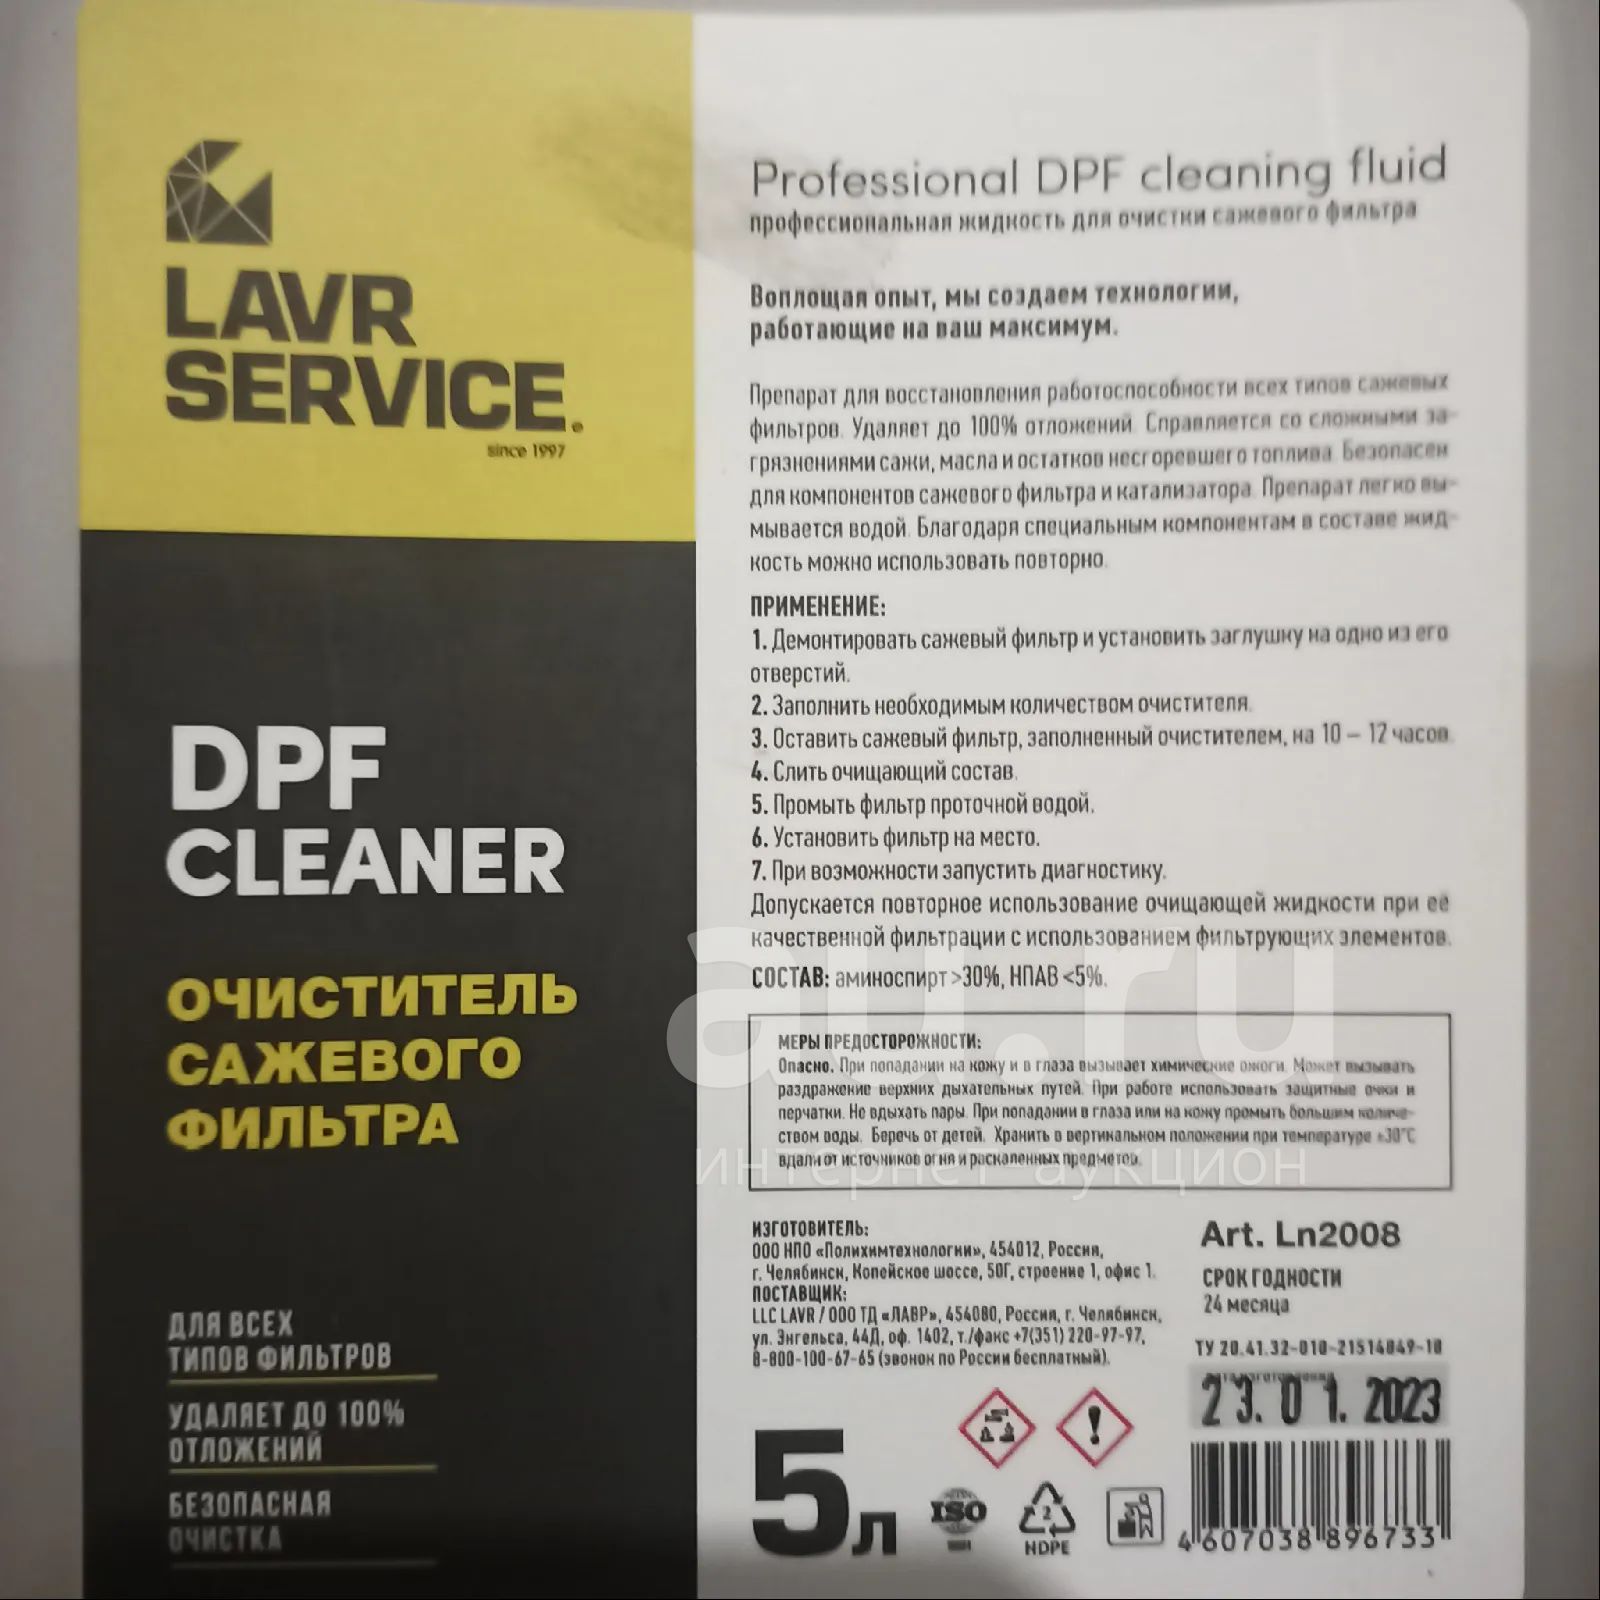 LAVR
SERVICE®
since 1997
DPF
CLEANER
ОЧИСТИТЕЛЬ
САЖЕВОГО
ФИЛЬТРА
ДЛЯ ВСЕХ
ТИПОВ ФИЛЬТРОВ
УДАЛЯЕТ ДО 100%
ОТЛОЖЕНИЙ
БЕЗОПАСНАЯ
ОЧИСТКА
Professional DPF cleaning fluid
профессиональная жидкость для очистки сажевого фильтра
Воплощая опыт, мы создаем технологии,
работающие на ваш максимум.
Препарат для восстановления работоспособности всех типов сажевых
фильтров. Удаляет до 100% отложений. Справляется со сложными за-
грязнениями сажи, масла и остатков несгоревшего топлива. Безопасен
для компонентов сажевого фильтра и катализатора. Препарат легко вы-
мывается водой. Благодаря специальным компонентам в составе жид-
кость можно использовать повторно.
ПРИМЕНЕНИЕ:
1. Демонтировать сажевый фильтр и установить заглушку на одно из его
отверстий.
2. Заполнить необходимым количеством очистителя.
3. Оставить сажевый фильтр, заполненный очистителем, на 10 – 12 часов.
4. Слить очищающий состав.
5. Промыть фильтр проточной водой.
6. Установить фильтр на место.
7. При возможности запустить диагностику.
Допускается повторное использование очищающей жидкости при её
качественной фильтрации с использованием фильтрующих элементов.
СОСТАВ: аминоспирт >30%, НПАВ <5%.
au.ru
интернет-аукцион
МЕРЫ ПРЕДОСТОРОЖНОСТИ:
Опасно. При попадании на кожу и в глаза вызывает химические ожоги. Может вызывать
раздражение верхних дыхательных путей. При работе использовать защитные очки и
перчатки. Не вдыхать пары. При попадании в глаза или на кожу промыть большим количе-
ством воды. Беречь от детей. Хранить в вертикальном положении при температуре ±30°C
вдали от источников огня и раскаленных предметов.
ИЗГОТОВИТЕЛЬ:
ООО НПО «Полихимтехнологии», 454012, Россия,
г. Челябинск, Копейское шоссе, 50Г, строение 1, офис 1.
ПОСТАВЩИК:
LLC LAVR / ООО ТД «ЛАВР», 454080, Россия, г. Челябинск,
ул. Энгельса, 44Д, оф. 1402, т./факс +7(351) 220-97-97,
8-800-100-67-65 (звонок по России бесплатный).
Art. Ln2008
СРОК ГОДНОСТИ
24 месяца
ТУ 20.41.32-010-21514849-18
23.01.2023
5л
ISO
2
HDPE
4 607038 896733